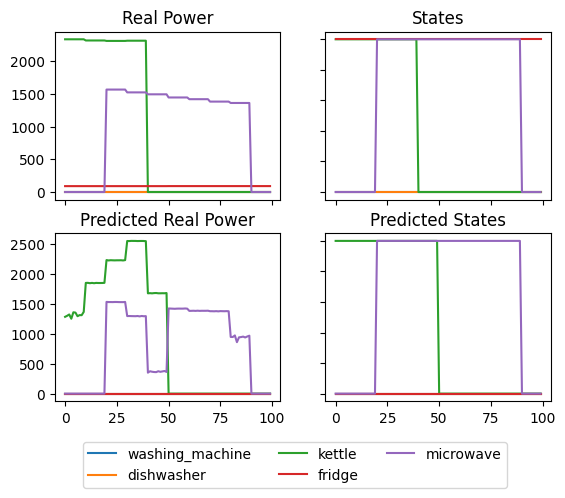 Real Power
States
2000
1500
1000
500
0
Predicted Real Power
Predicted States
2500
2000
1500
1000
500
0
0 25 50 75 100
0 25 50 75 100
washing_machine kettle microwave
dishwasher fridge